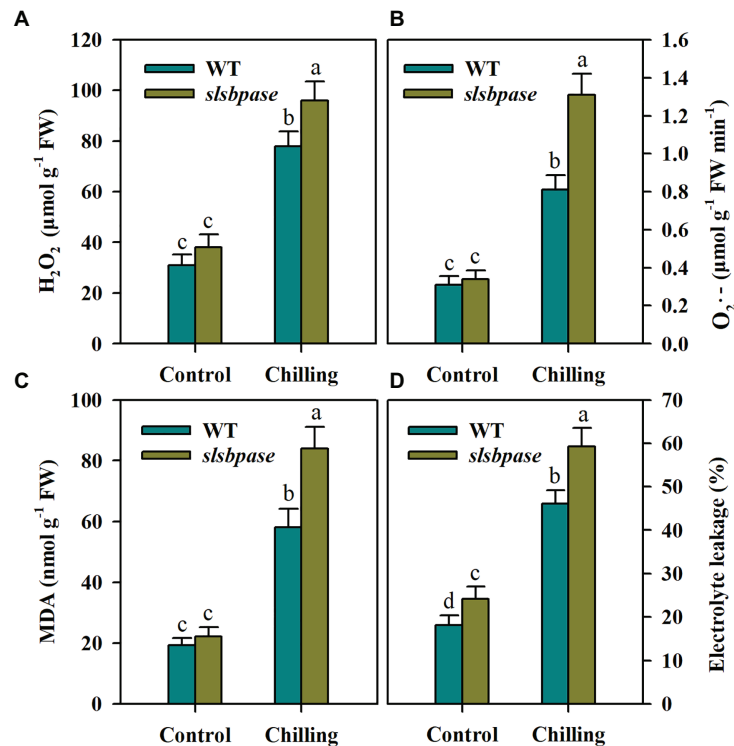 A
B
120
100
80
60
40
20
0
H₂O₂ (μmol g⁻¹ FW)
WT
slsbpase
c
c
b
a
Control
Chilling
WT
slsbpase
c
c
b
a
Control
Chilling
1.6
1.4
1.2
1.0
0.8
0.6
0.4
0.2
0.0
O₂·- (μmol g⁻¹ FW min⁻¹)
C
D
100
80
60
40
20
0
MDA (nmol g⁻¹ FW)
WT
slsbpase
c
c
b
a
Control
Chilling
WT
slsbpase
d
c
b
a
Control
Chilling
70
60
50
40
30
20
10
0
Electrolyte leakage (%)